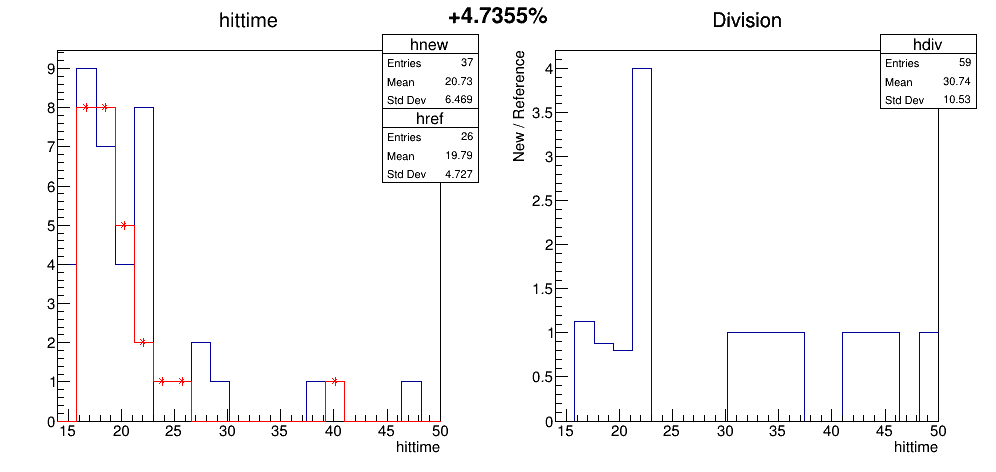 +4.7355%
hittime
hnew
Entries 37
Mean 20.73
Std Dev 6.469
href
Entries 26
Mean 19.79
Std Dev 4.727
9
8
7
6
5
4
3
2
1
0
15 20 25 30 35 40 45 50
hittime
Division
hdiv
Entries 59
Mean 30.74
Std Dev 10.53
New / Reference
4
3.5
3
2.5
2
1.5
1
0.5
0
15 20 25 30 35 40 45 50
hittime